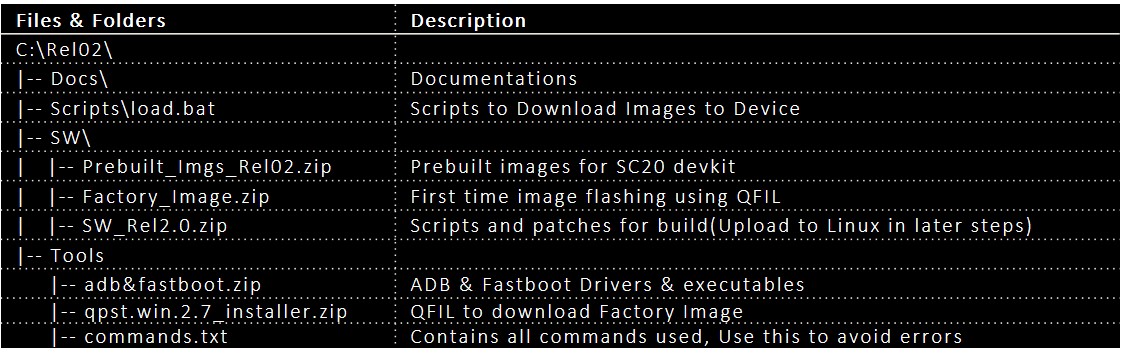 Files & Folders Description
C:\Rel02\
|-- Docs\ Documentations
|-- Scripts\load.bat Scripts to Download Images to Device
|-- SW\
| |-- Prebuilt_Imgs_Rel02.zip Prebuilt images for SC20 devkit
| |-- Factory_Image.zip First time image flashing using QFIL
| |-- SW_Rel2.0.zip Scripts and patches for build(Upload to Linux in later steps)
|-- Tools
|-- adb&fastboot.zip ADB & Fastboot Drivers & executables
|-- qpst.win.2.7_installer.zip QFIL to download Factory Image
|-- commands.txt Contains all commands used, Use this to avoid errors